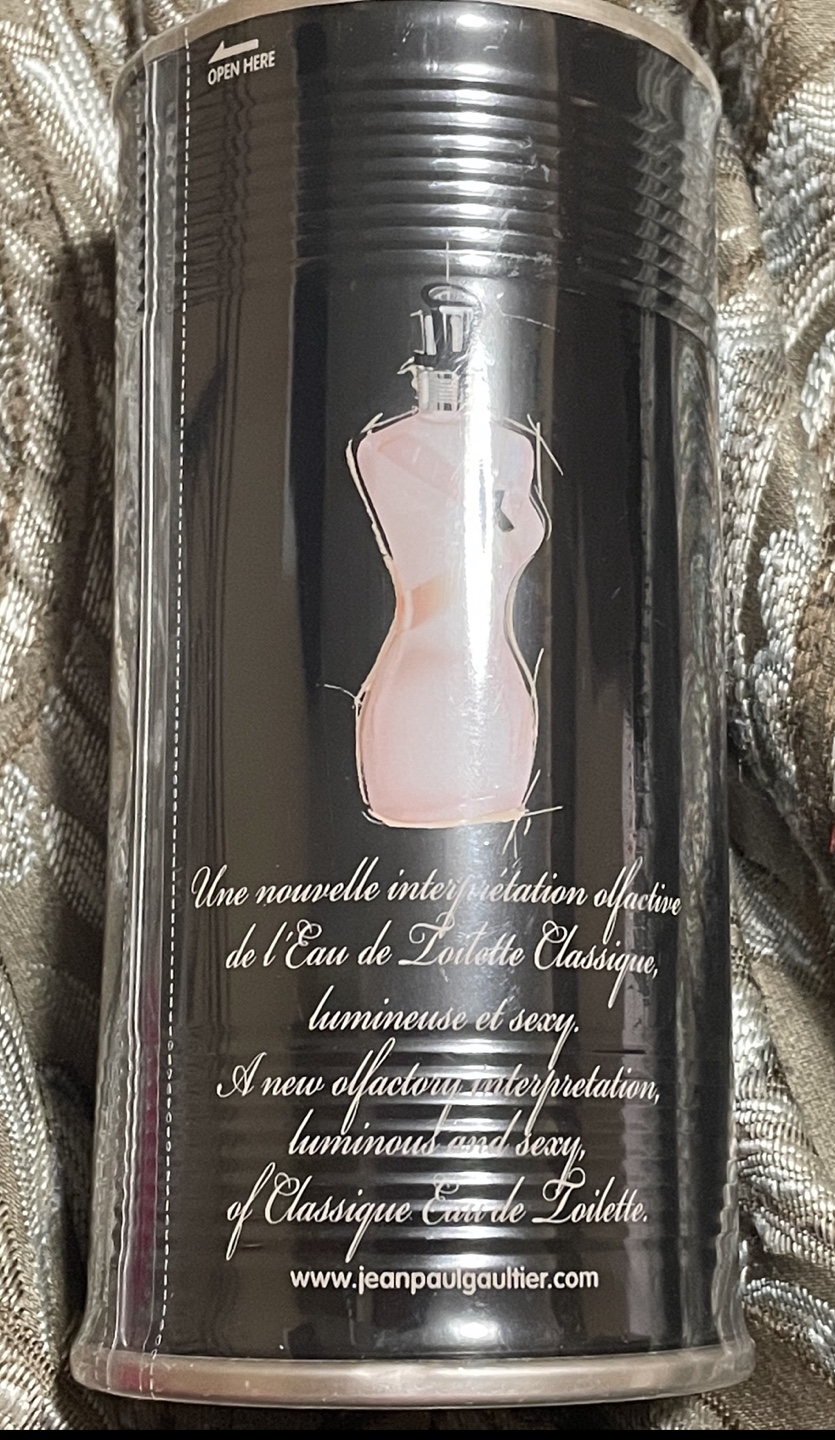 OPEN HERE
Une nouvelle interprétation olfactive
de l'Eau de Toilette Classique,
lumineuse et sexy.
A new olfactory interpretation,
luminous and sexy,
of Classique Eau de Toilette.
www.jeanpaulgaultier.com